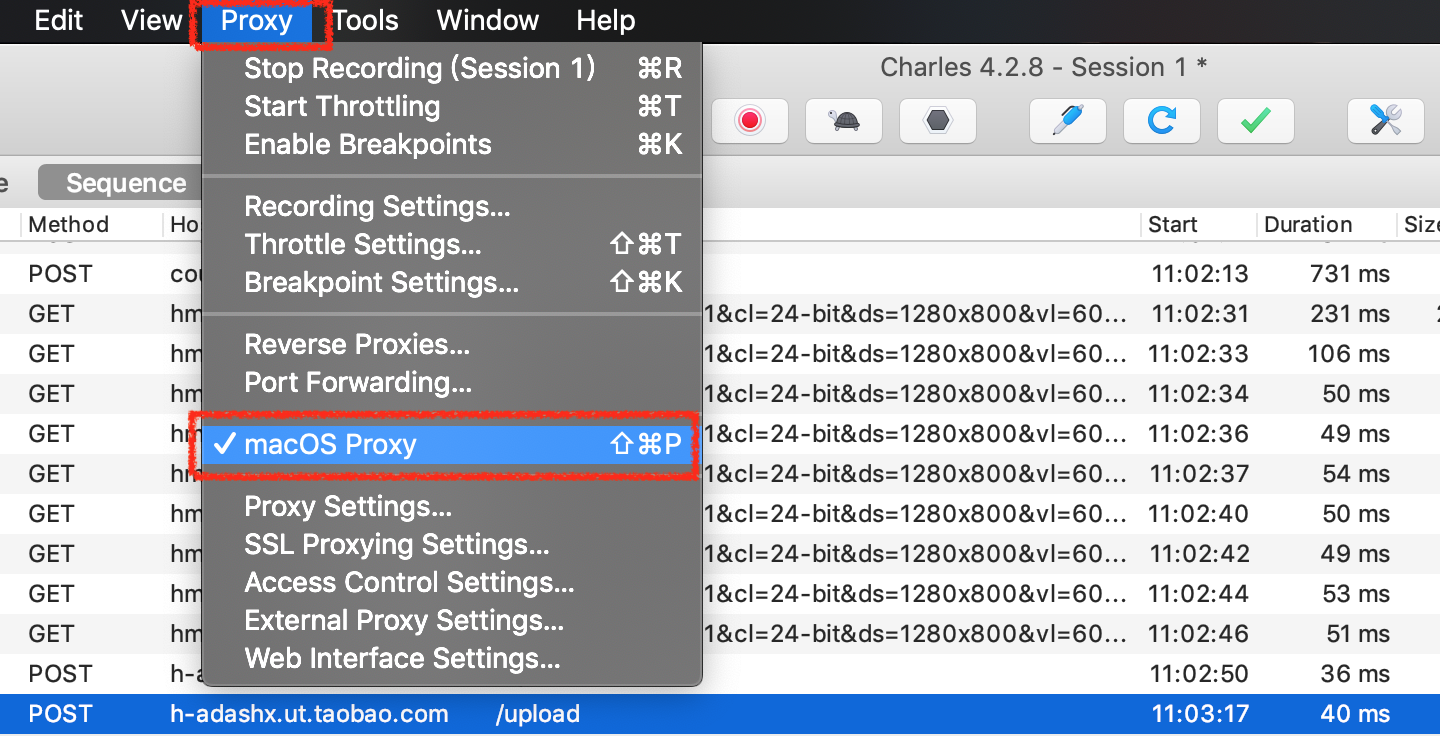 Edit View Proxy Tools Window Help
Charles 4.2.8 - Session 1 *
Stop Recording (Session 1) ⌘R
Start Throttling ⌘T
Enable Breakpoints ⌘K
Recording Settings...
Throttle Settings... ⇧⌘T
Breakpoint Settings... ⇧⌘K
Reverse Proxies...
Port Forwarding...
✓ macOS Proxy ⇧⌘P
Proxy Settings...
SSL Proxying Settings...
Access Control Settings...
External Proxy Settings...
Web Interface Settings...
Sequence
Method Ho Start Duration Size
POST cou 11:02:13 731 ms
GET hm 1&cl=24-bit&ds=1280x800&vl=60... 11:02:31 231 ms
GET hm 1&cl=24-bit&ds=1280x800&vl=60... 11:02:33 106 ms
GET hm 1&cl=24-bit&ds=1280x800&vl=60... 11:02:34 50 ms
GET hm 1&cl=24-bit&ds=1280x800&vl=60... 11:02:36 49 ms
GET hm 1&cl=24-bit&ds=1280x800&vl=60... 11:02:37 54 ms
GET hm 1&cl=24-bit&ds=1280x800&vl=60... 11:02:40 50 ms
GET hm 1&cl=24-bit&ds=1280x800&vl=60... 11:02:42 49 ms
GET hm 1&cl=24-bit&ds=1280x800&vl=60... 11:02:44 53 ms
GET hm 1&cl=24-bit&ds=1280x800&vl=60... 11:02:46 51 ms
POST h-a 11:02:50 36 ms
POST h-adashx.ut.taobao.com /upload 11:03:17 40 ms